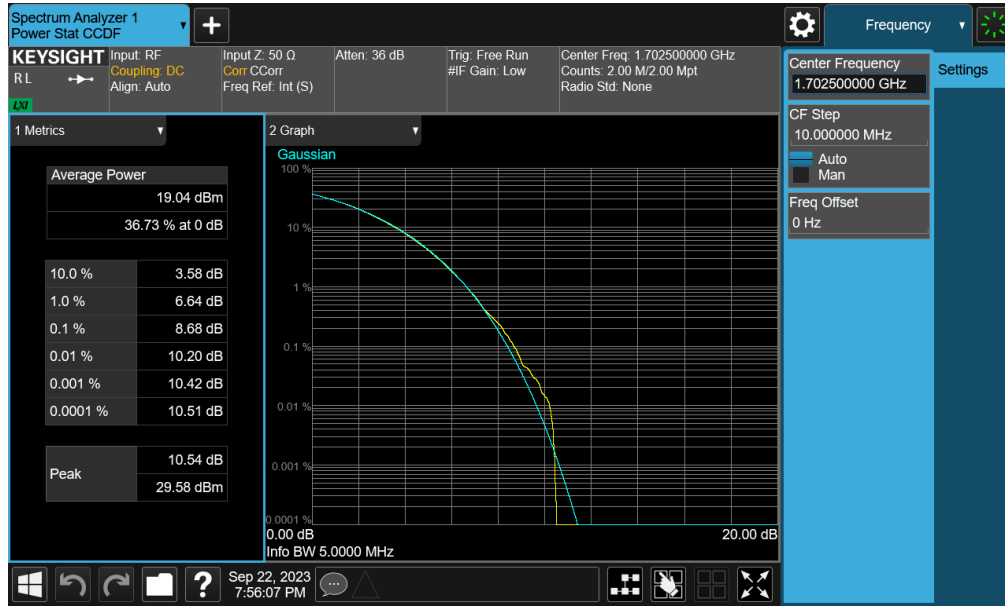 Spectrum Analyzer 1
Power Stat CCDF
Frequency
KEYSIGHT
R L
LXI
Input: RF
Coupling: DC
Align: Auto
Input Z: 50 Ω
Corr CCorr
Freq Ref: Int (S)
Atten: 36 dB
Trig: Free Run
#IF Gain: Low
Center Freq: 1.702500000 GHz
Counts: 2.00 M/2.00 Mpt
Radio Std: None
Center Frequency
1.702500000 GHz
Settings
CF Step
10.000000 MHz
Auto
Man
Freq Offset
0 Hz
1 Metrics
Average Power
19.04 dBm
36.73 % at 0 dB
10.0 % 3.58 dB
1.0 % 6.64 dB
0.1 % 8.68 dB
0.01 % 10.20 dB
0.001 % 10.42 dB
0.0001 % 10.51 dB
Peak
10.54 dB
29.58 dBm
2 Graph
Gaussian
100 %
10 %
1 %
0.1 %
0.01 %
0.001 %
0.0001 %
0.00 dB 20.00 dB
Info BW 5.0000 MHz
?
Sep 22, 2023
7:56:07 PM